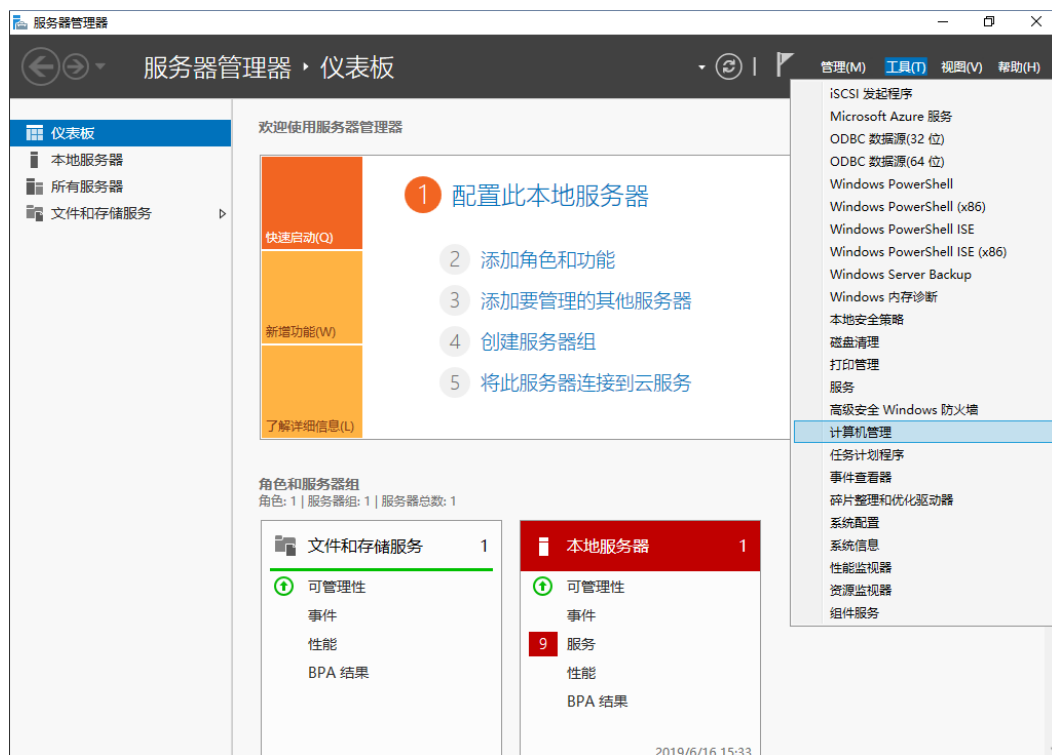 服务器管理器
服务器管理器 ‣ 仪表板
管理(M) 工具(T) 视图(V) 帮助(H)
仪表板
本地服务器
所有服务器
文件和存储服务
欢迎使用服务器管理器
快速启动(Q)
新增功能(W)
了解详细信息(L)
1 配置此本地服务器
2 添加角色和功能
3 添加要管理的其他服务器
4 创建服务器组
5 将此服务器连接到云服务
角色和服务器组
角色: 1 | 服务器组: 1 | 服务器总数: 1
文件和存储服务 1
可管理性
事件
性能
BPA 结果
本地服务器 1
可管理性
事件
9 服务
性能
BPA 结果
2019/6/16 15:33
iSCSI 发起程序
Microsoft Azure 服务
ODBC 数据源(32 位)
ODBC 数据源(64 位)
Windows PowerShell
Windows PowerShell (x86)
Windows PowerShell ISE
Windows PowerShell ISE (x86)
Windows Server Backup
Windows 内存诊断
本地安全策略
磁盘清理
打印管理
服务
高级安全 Windows 防火墙
计算机管理
任务计划程序
事件查看器
碎片整理和优化驱动器
系统配置
系统信息
性能监视器
资源监视器
组件服务